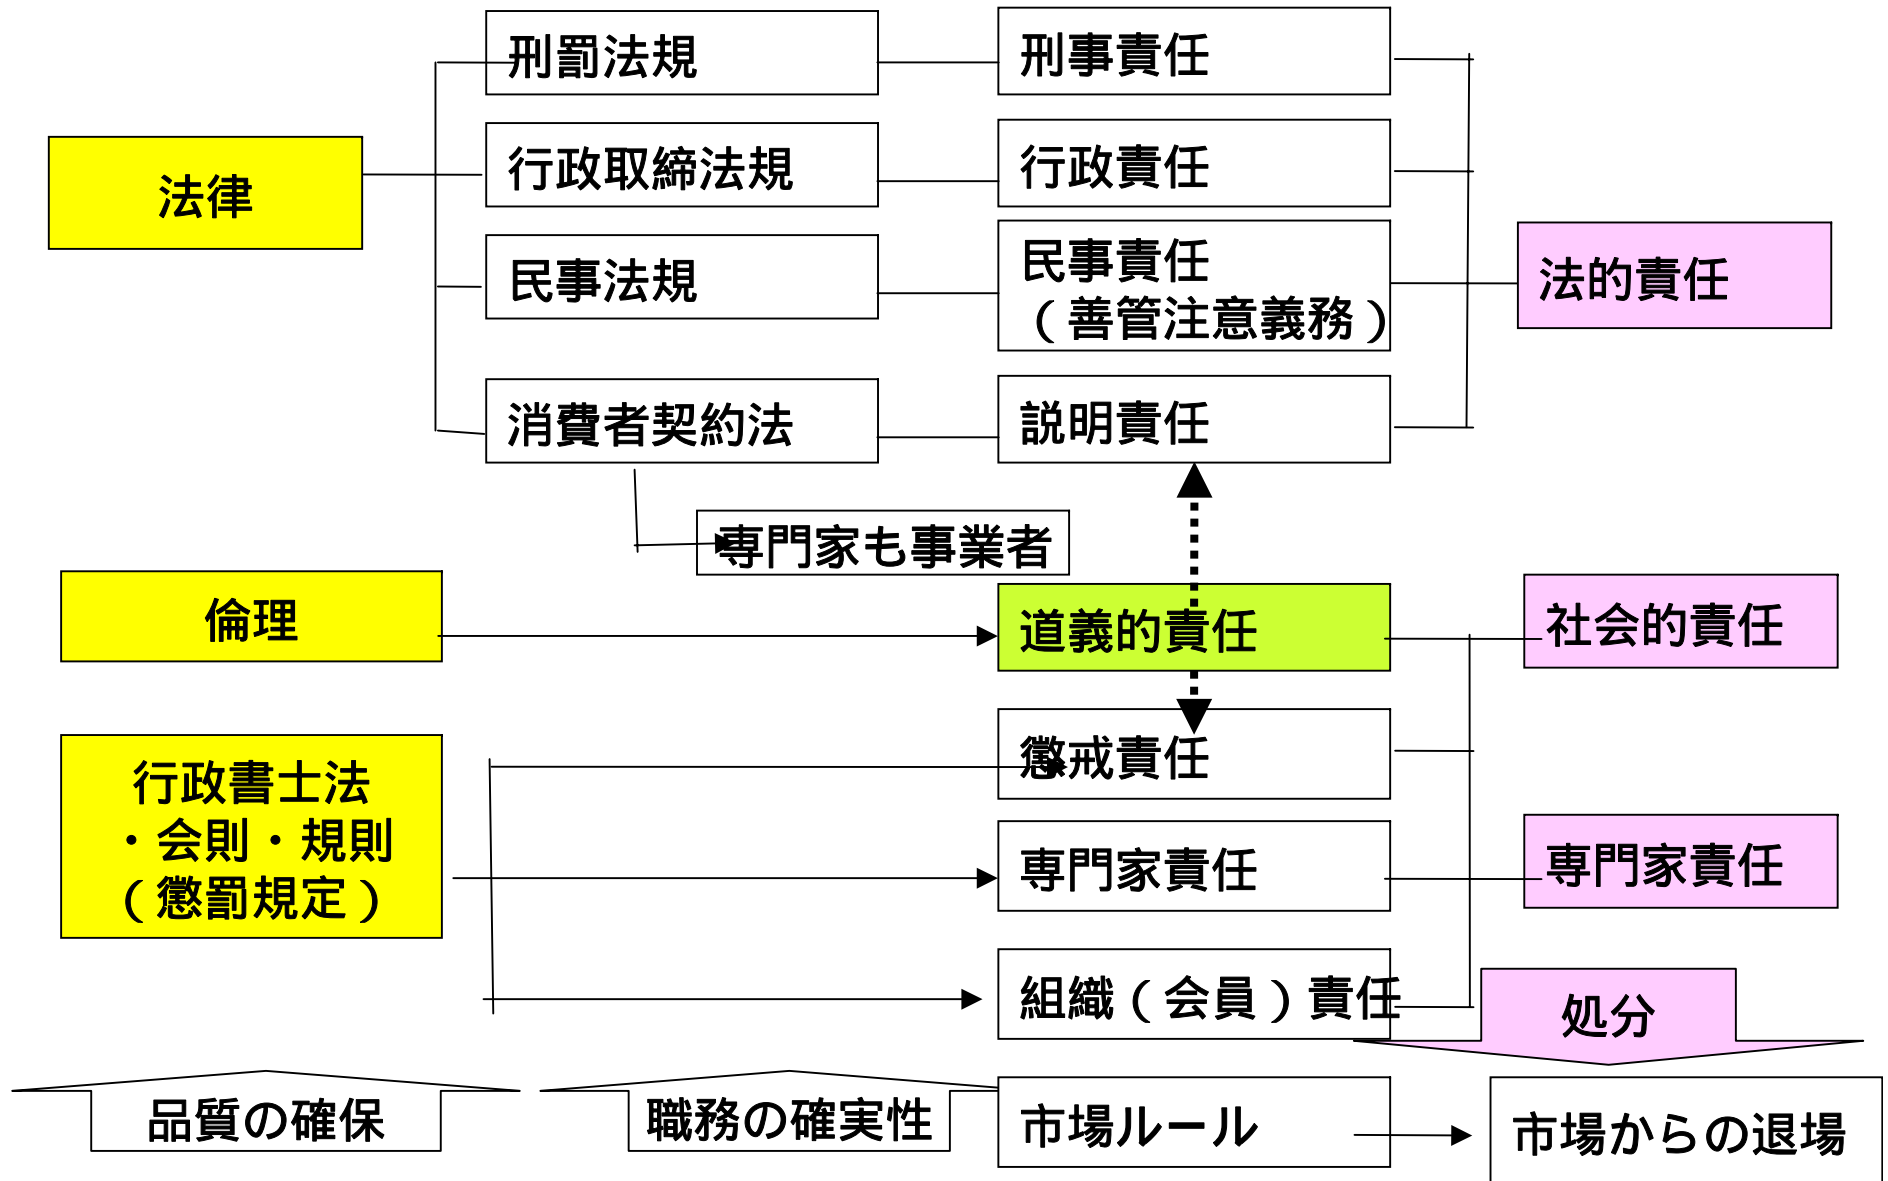 刑罰法規
刑事責任
法律
行政取締法規
行政責任
民事法規
民事責任
（善管注意義務）
法的責任
消費者契約法
説明責任
専門家も事業者
倫理
道義的責任
社会的責任
行政書士法
・会則・規則
（懲罰規定）
懲戒責任
専門家責任
専門家責任
組織（会員）責任
処分
品質の確保
職務の確実性
市場ルール
市場からの退場